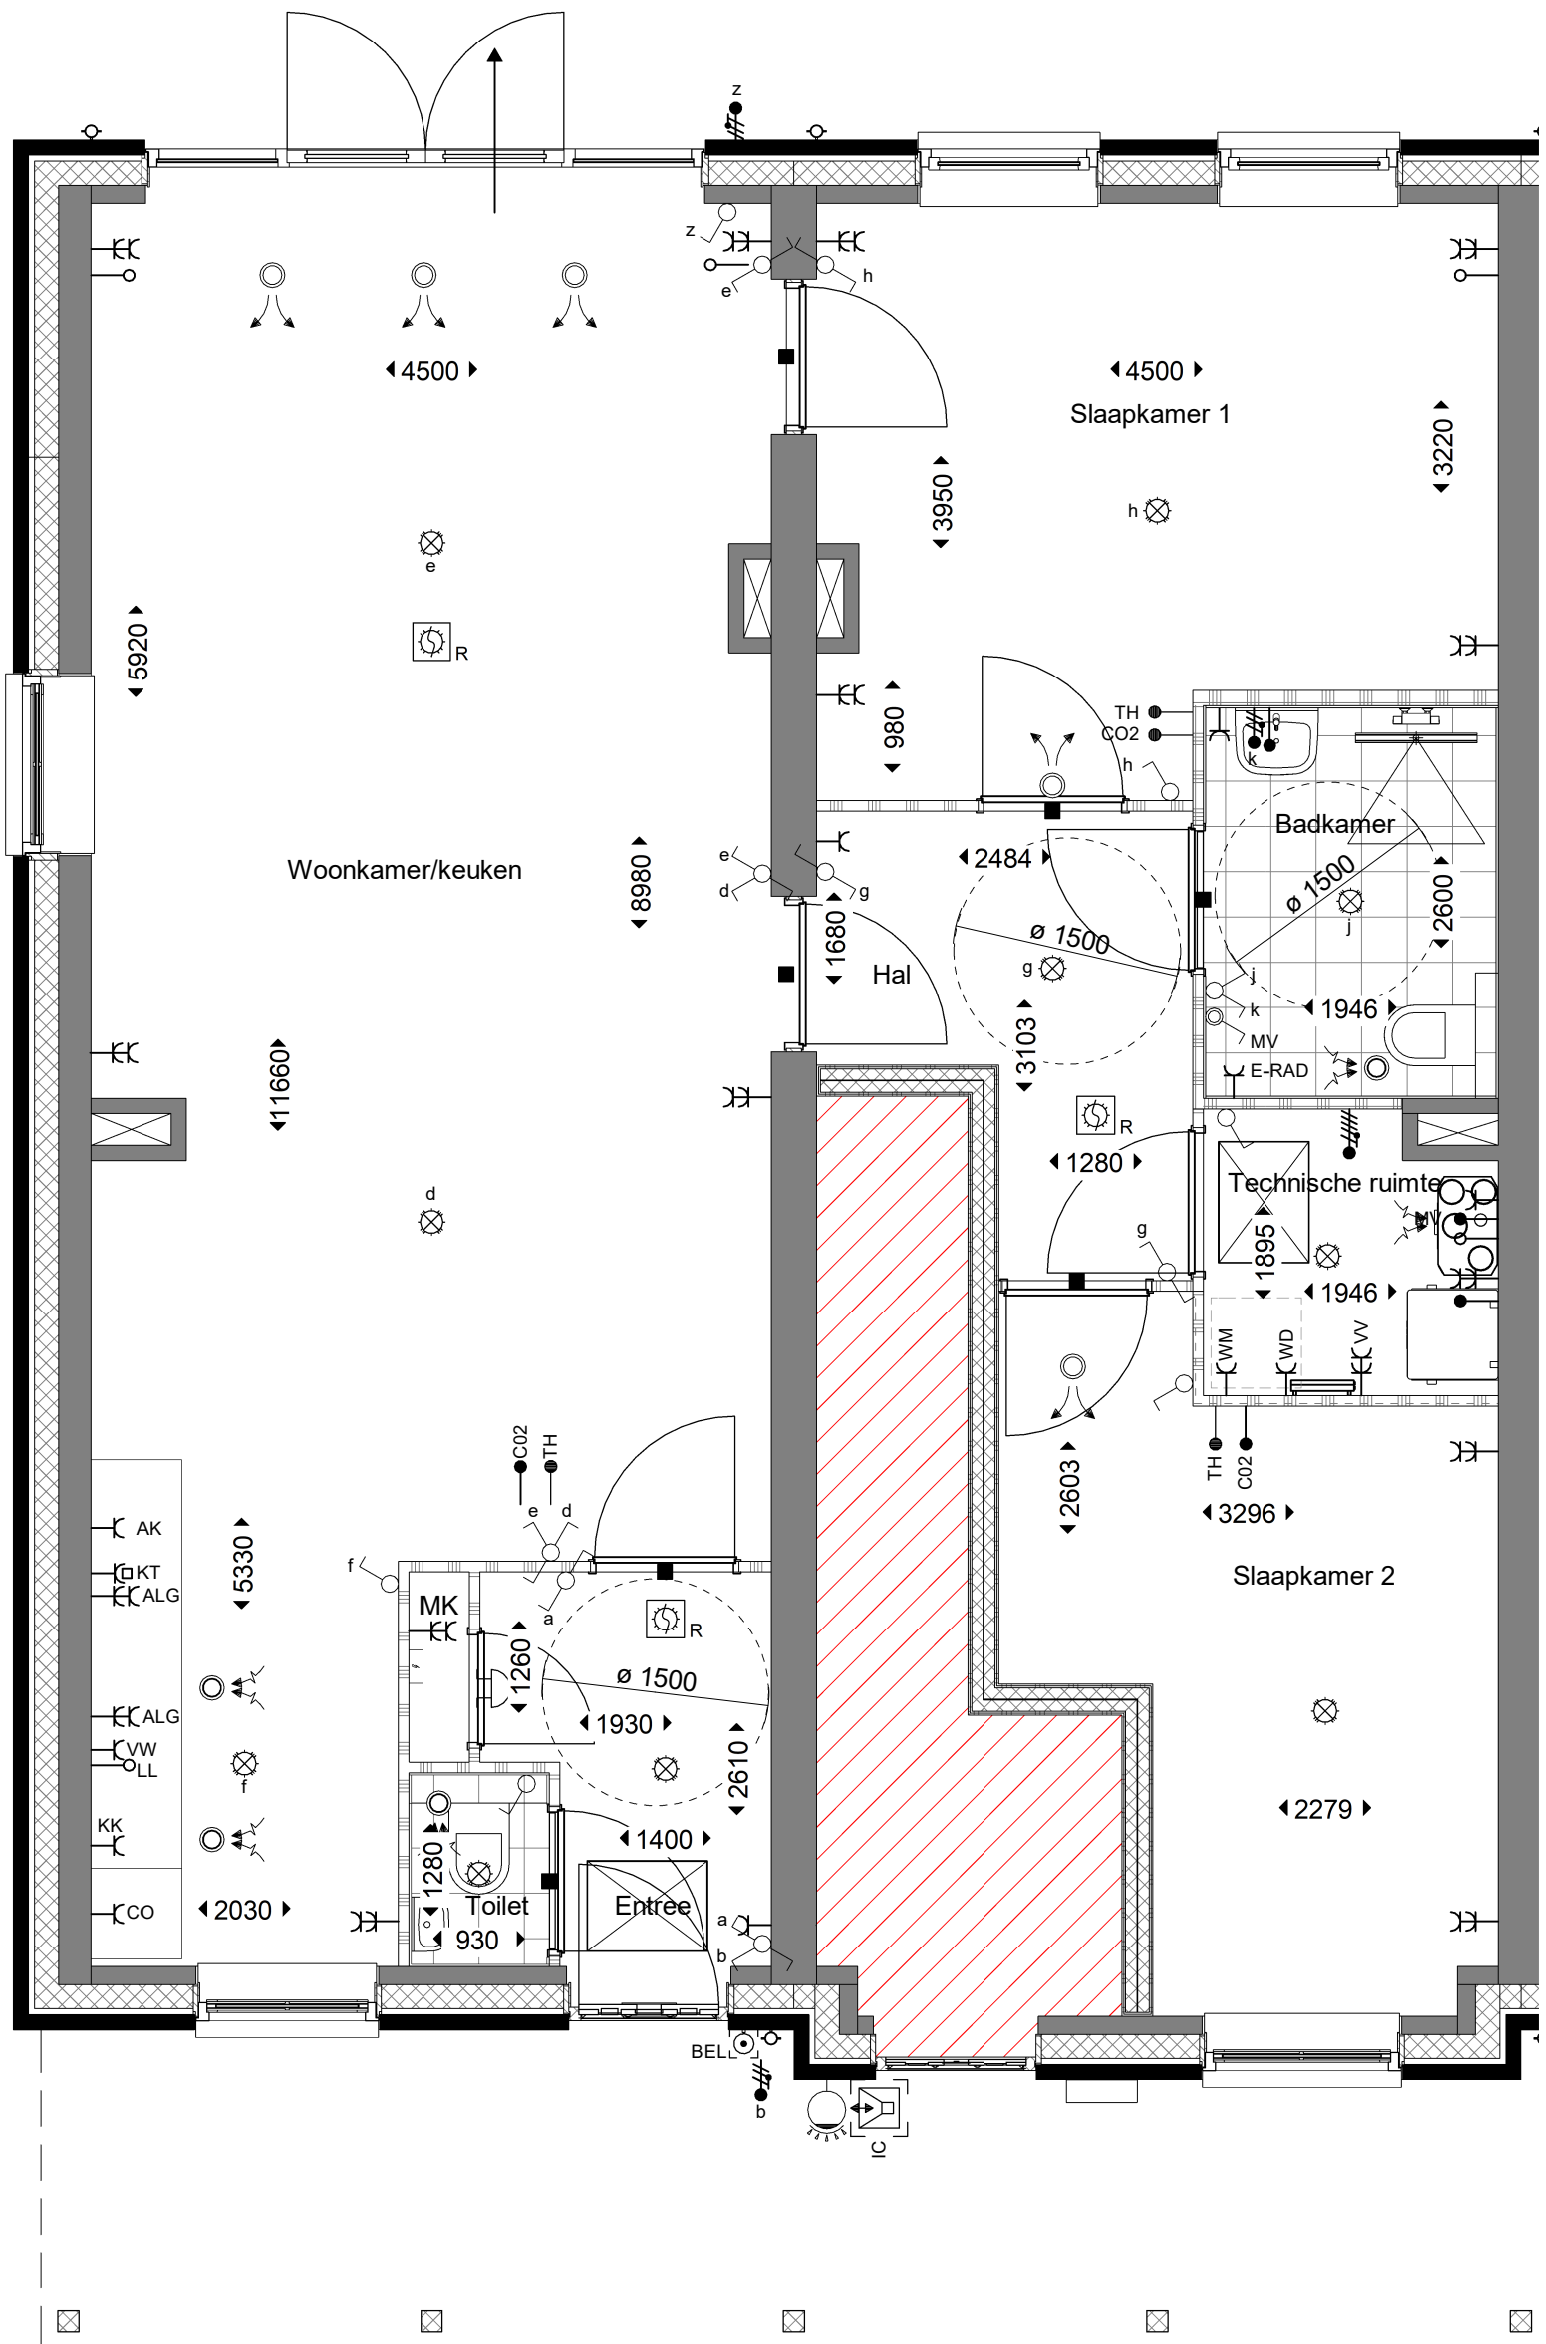 z
z
e
h
4500
4500
Slaapkamer 1
3220
3950
h
e
R
5920
980
TH
CO2
h
k
Badkamer
Woonkamer/keuken
8980
e
d
g
2484
ø 1500
2600
j
1680
Hal
ø 1500
g
j
k
1946
MV
E-RAD
3103
11660
R
1280
Technische ruimte
MV
d
g
1895
1946
WM
WD
VV
C02
TH
TH
C02
2603
3296
e
d
AK
KT
ALG
5330
f
a
Slaapkamer 2
MK
R
1260
ø 1500
1930
2610
ALG
VW
LL
f
KK
1280
1400
2279
CO
2030
Toilet
930
Entree
a
b
BEL
b
IC